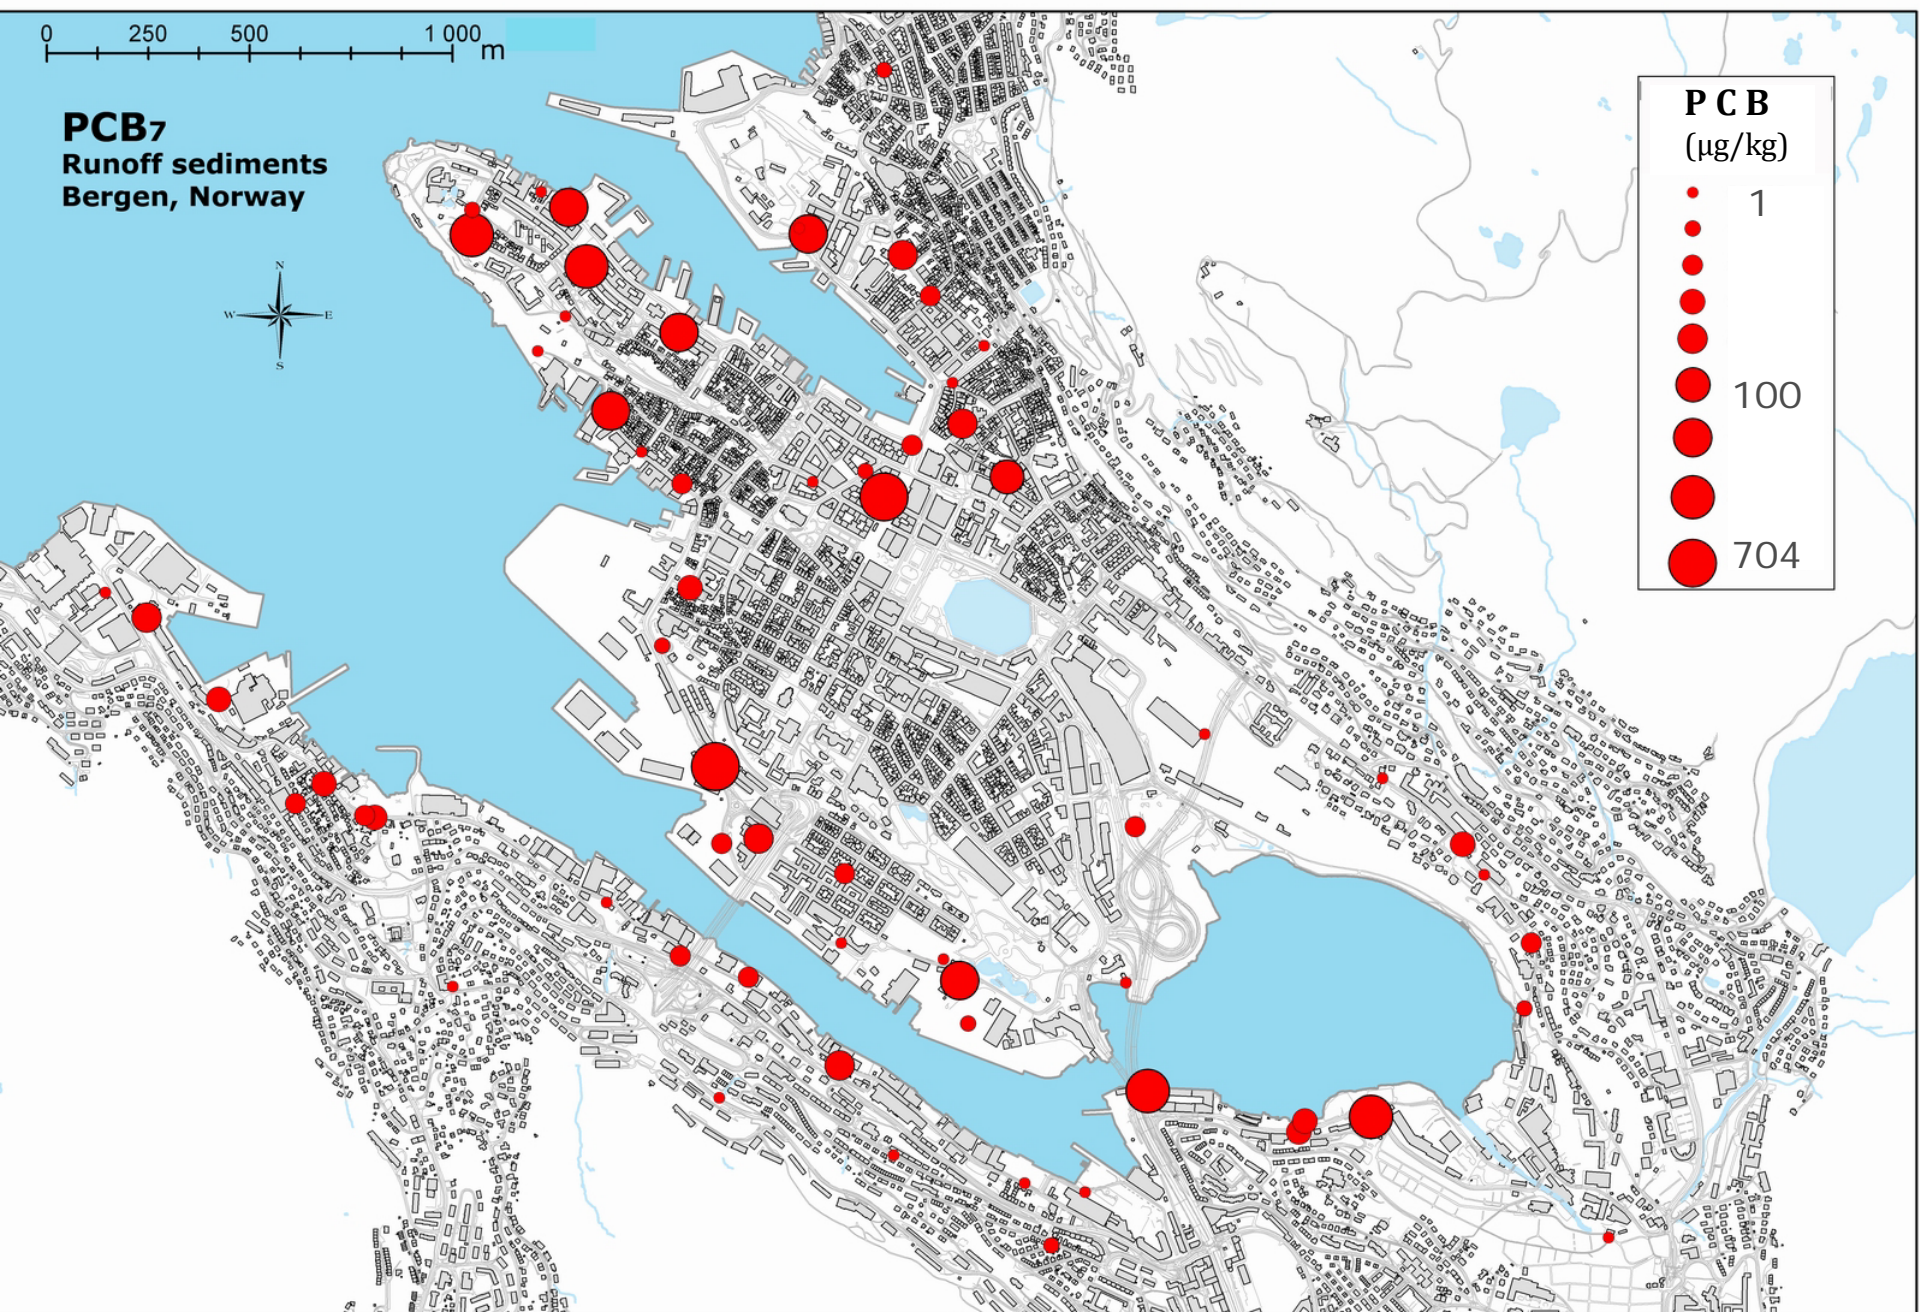 0 250 500 1 000 m
PCB7
Runoff sediments
Bergen, Norway
N
W E
S
P C B
(µg/kg)
1
100
704